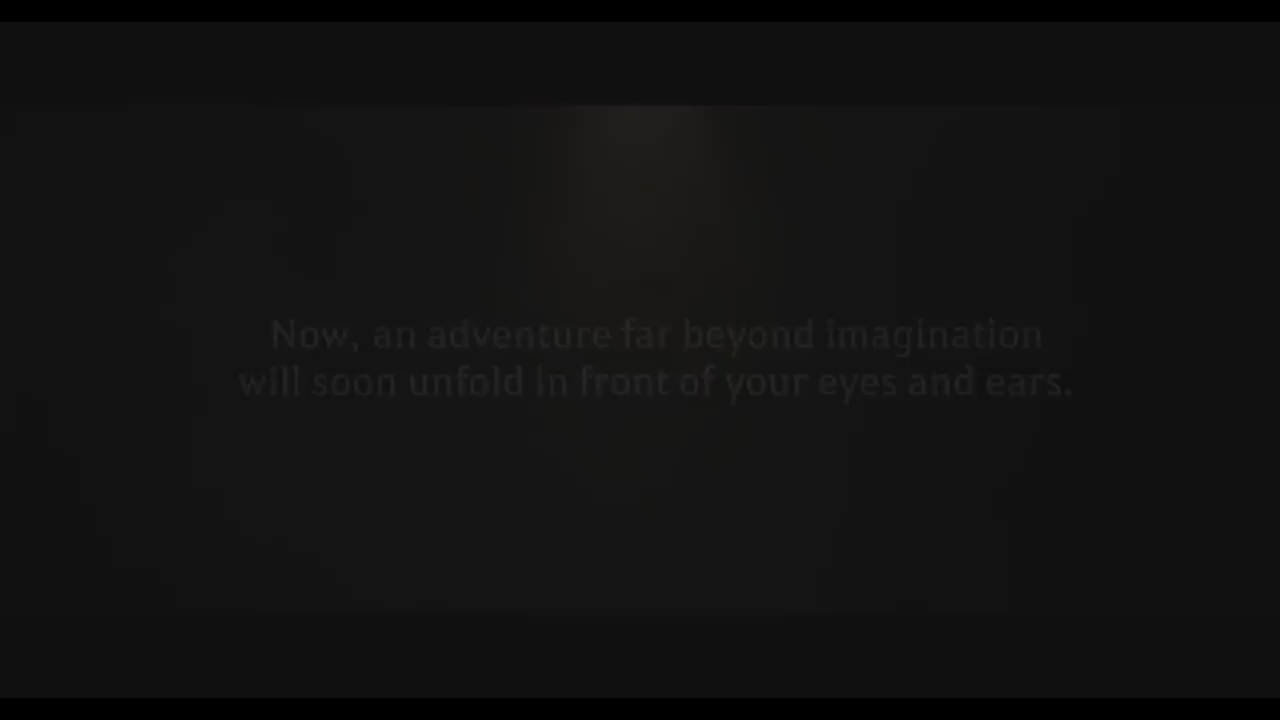 Now, an adventure far beyond imagination
will soon unfold in front of your eyes and ears.